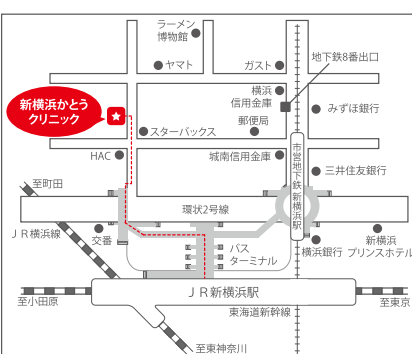 ラーメン
博物館
ヤマト
ガスト
地下鉄8番出口
横浜
信用金庫
みずほ銀行
新横浜かとう
クリニック
スターバックス
郵便局
HAC
城南信用金庫
市営地下鉄 新横浜駅
三井住友銀行
至町田
環状2号線
JR横浜線
交番
バス
ターミナル
横浜銀行
新横浜
プリンスホテル
JR新横浜駅
至小田原
東海道新幹線
至東京
至東神奈川